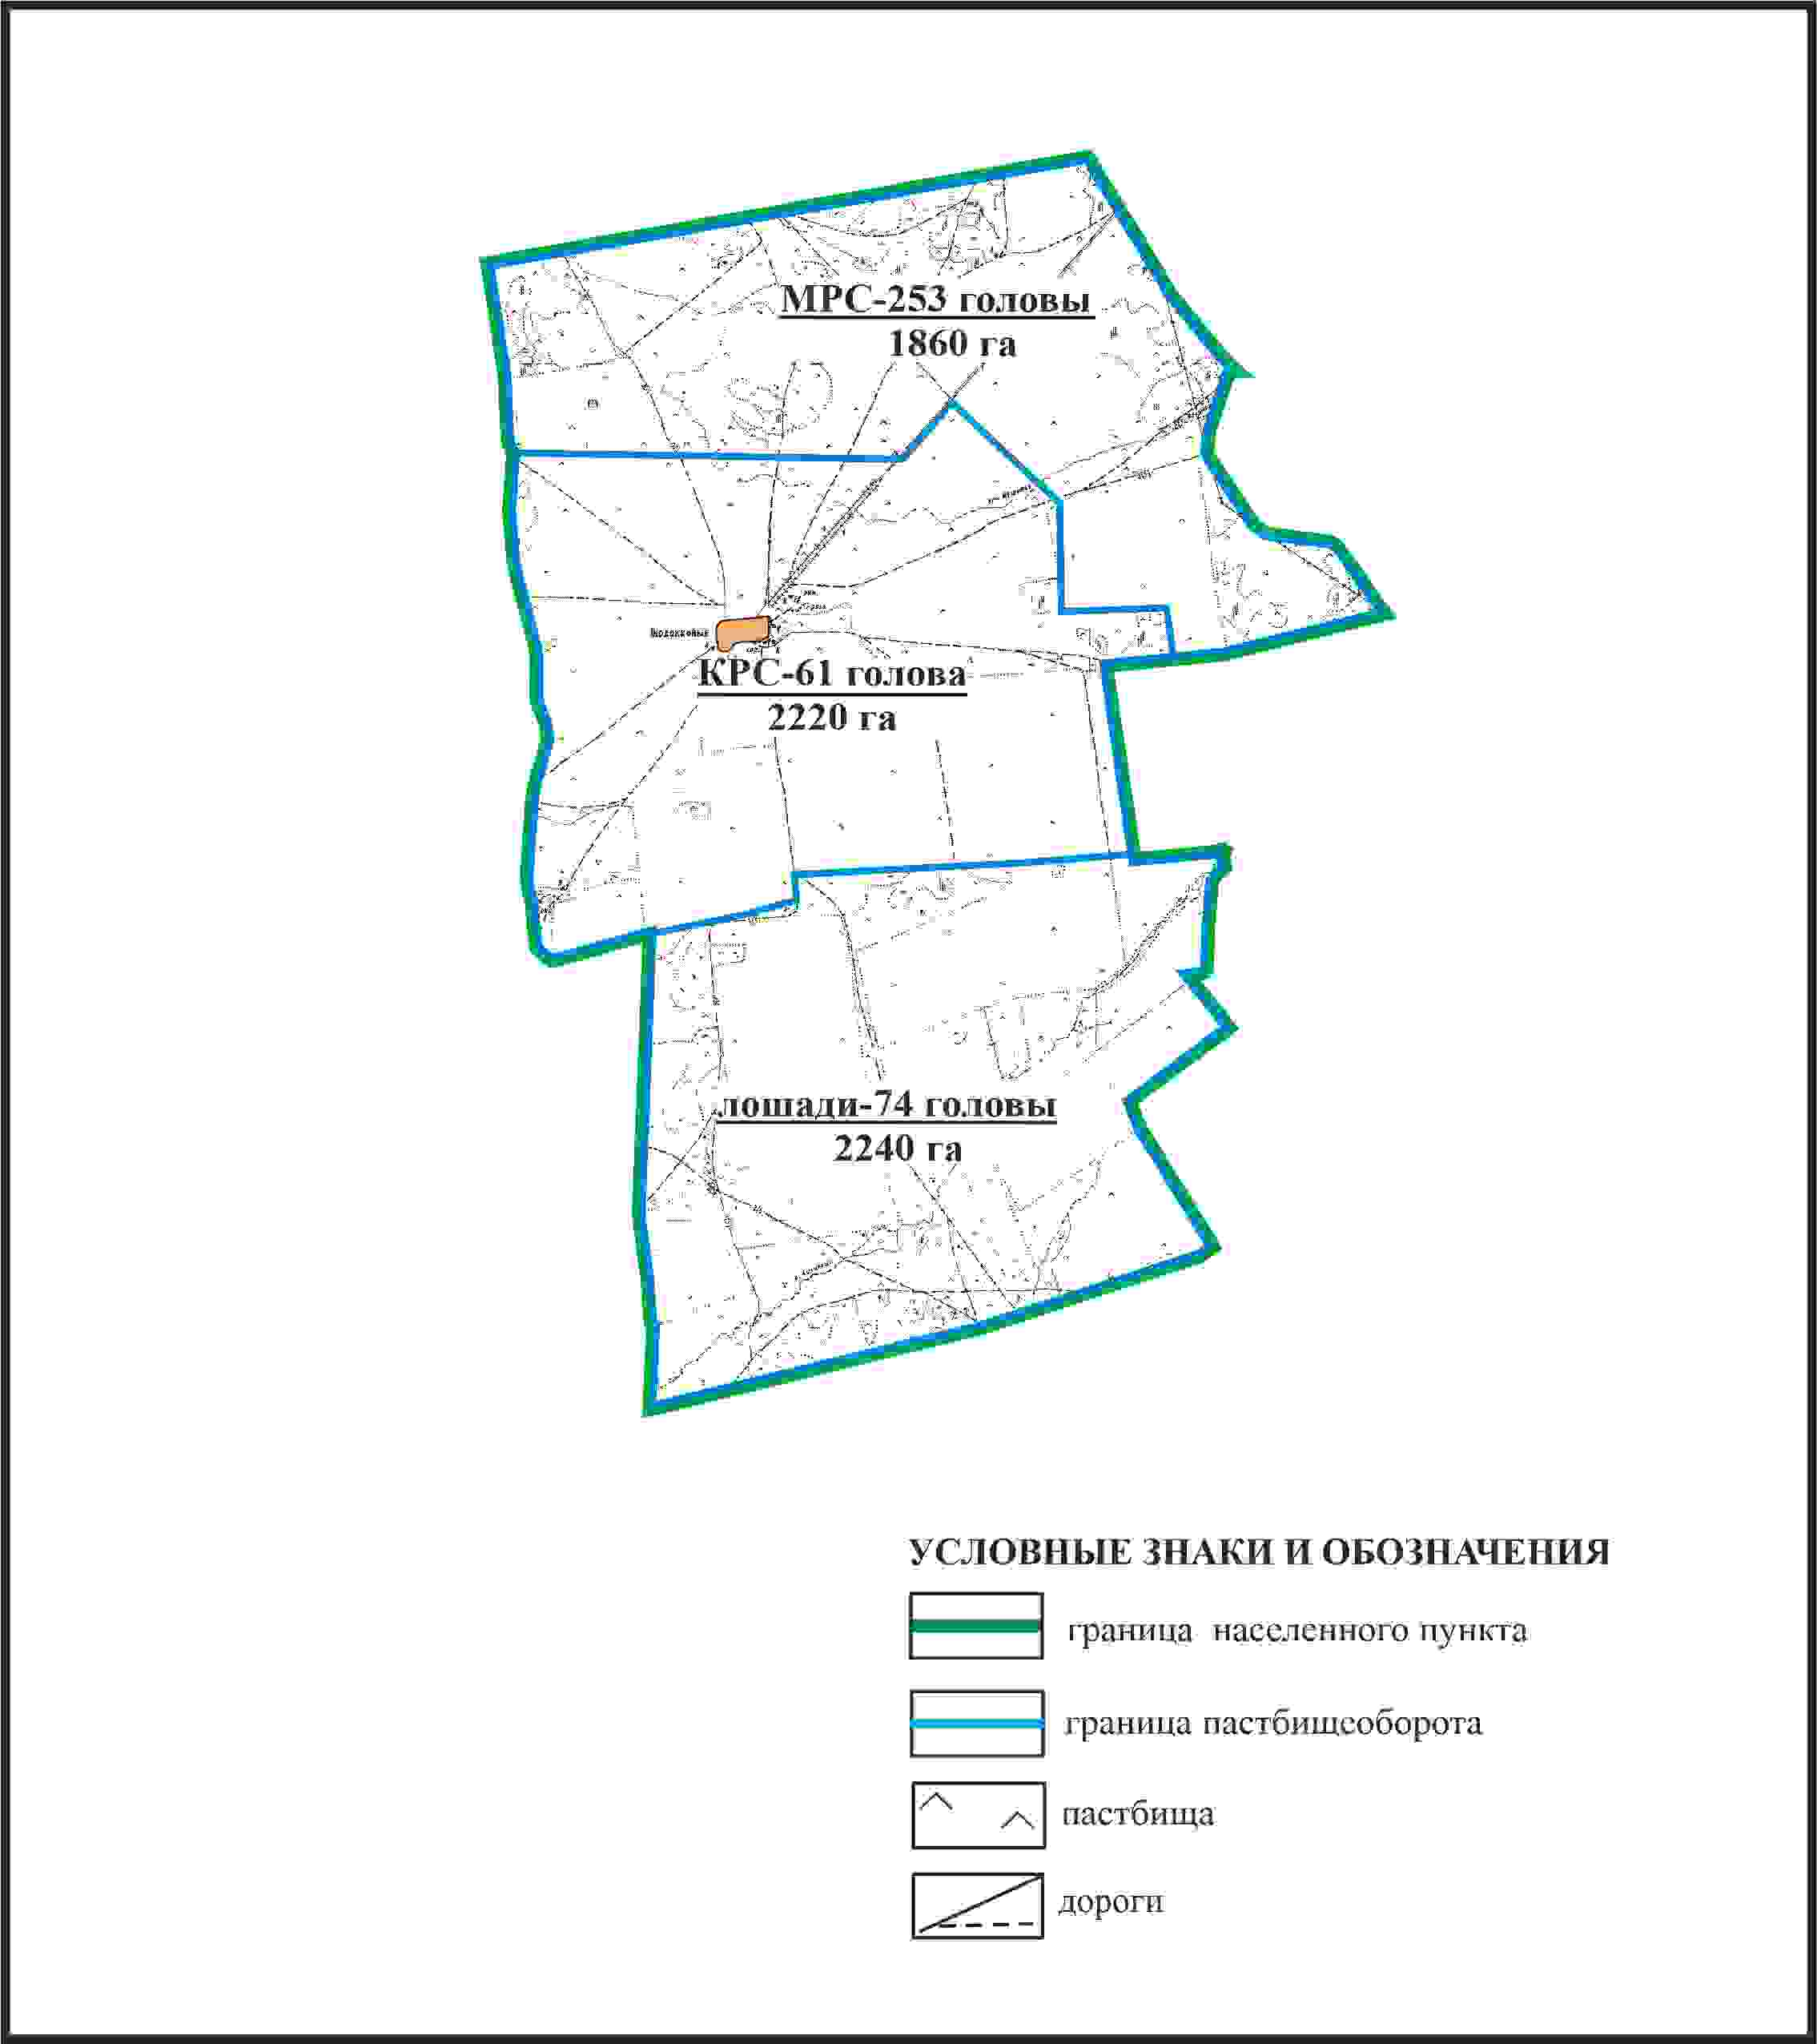 МРС-253 головы
1860 га
КРС-61 голова
2220 га
лошади-74 головы
2240 га
УСЛОВНЫЕ ЗНАКИ И ОБОЗНАЧЕНИЯ
граница населенного пункта
граница пастбищеоборота
пастбища
дороги